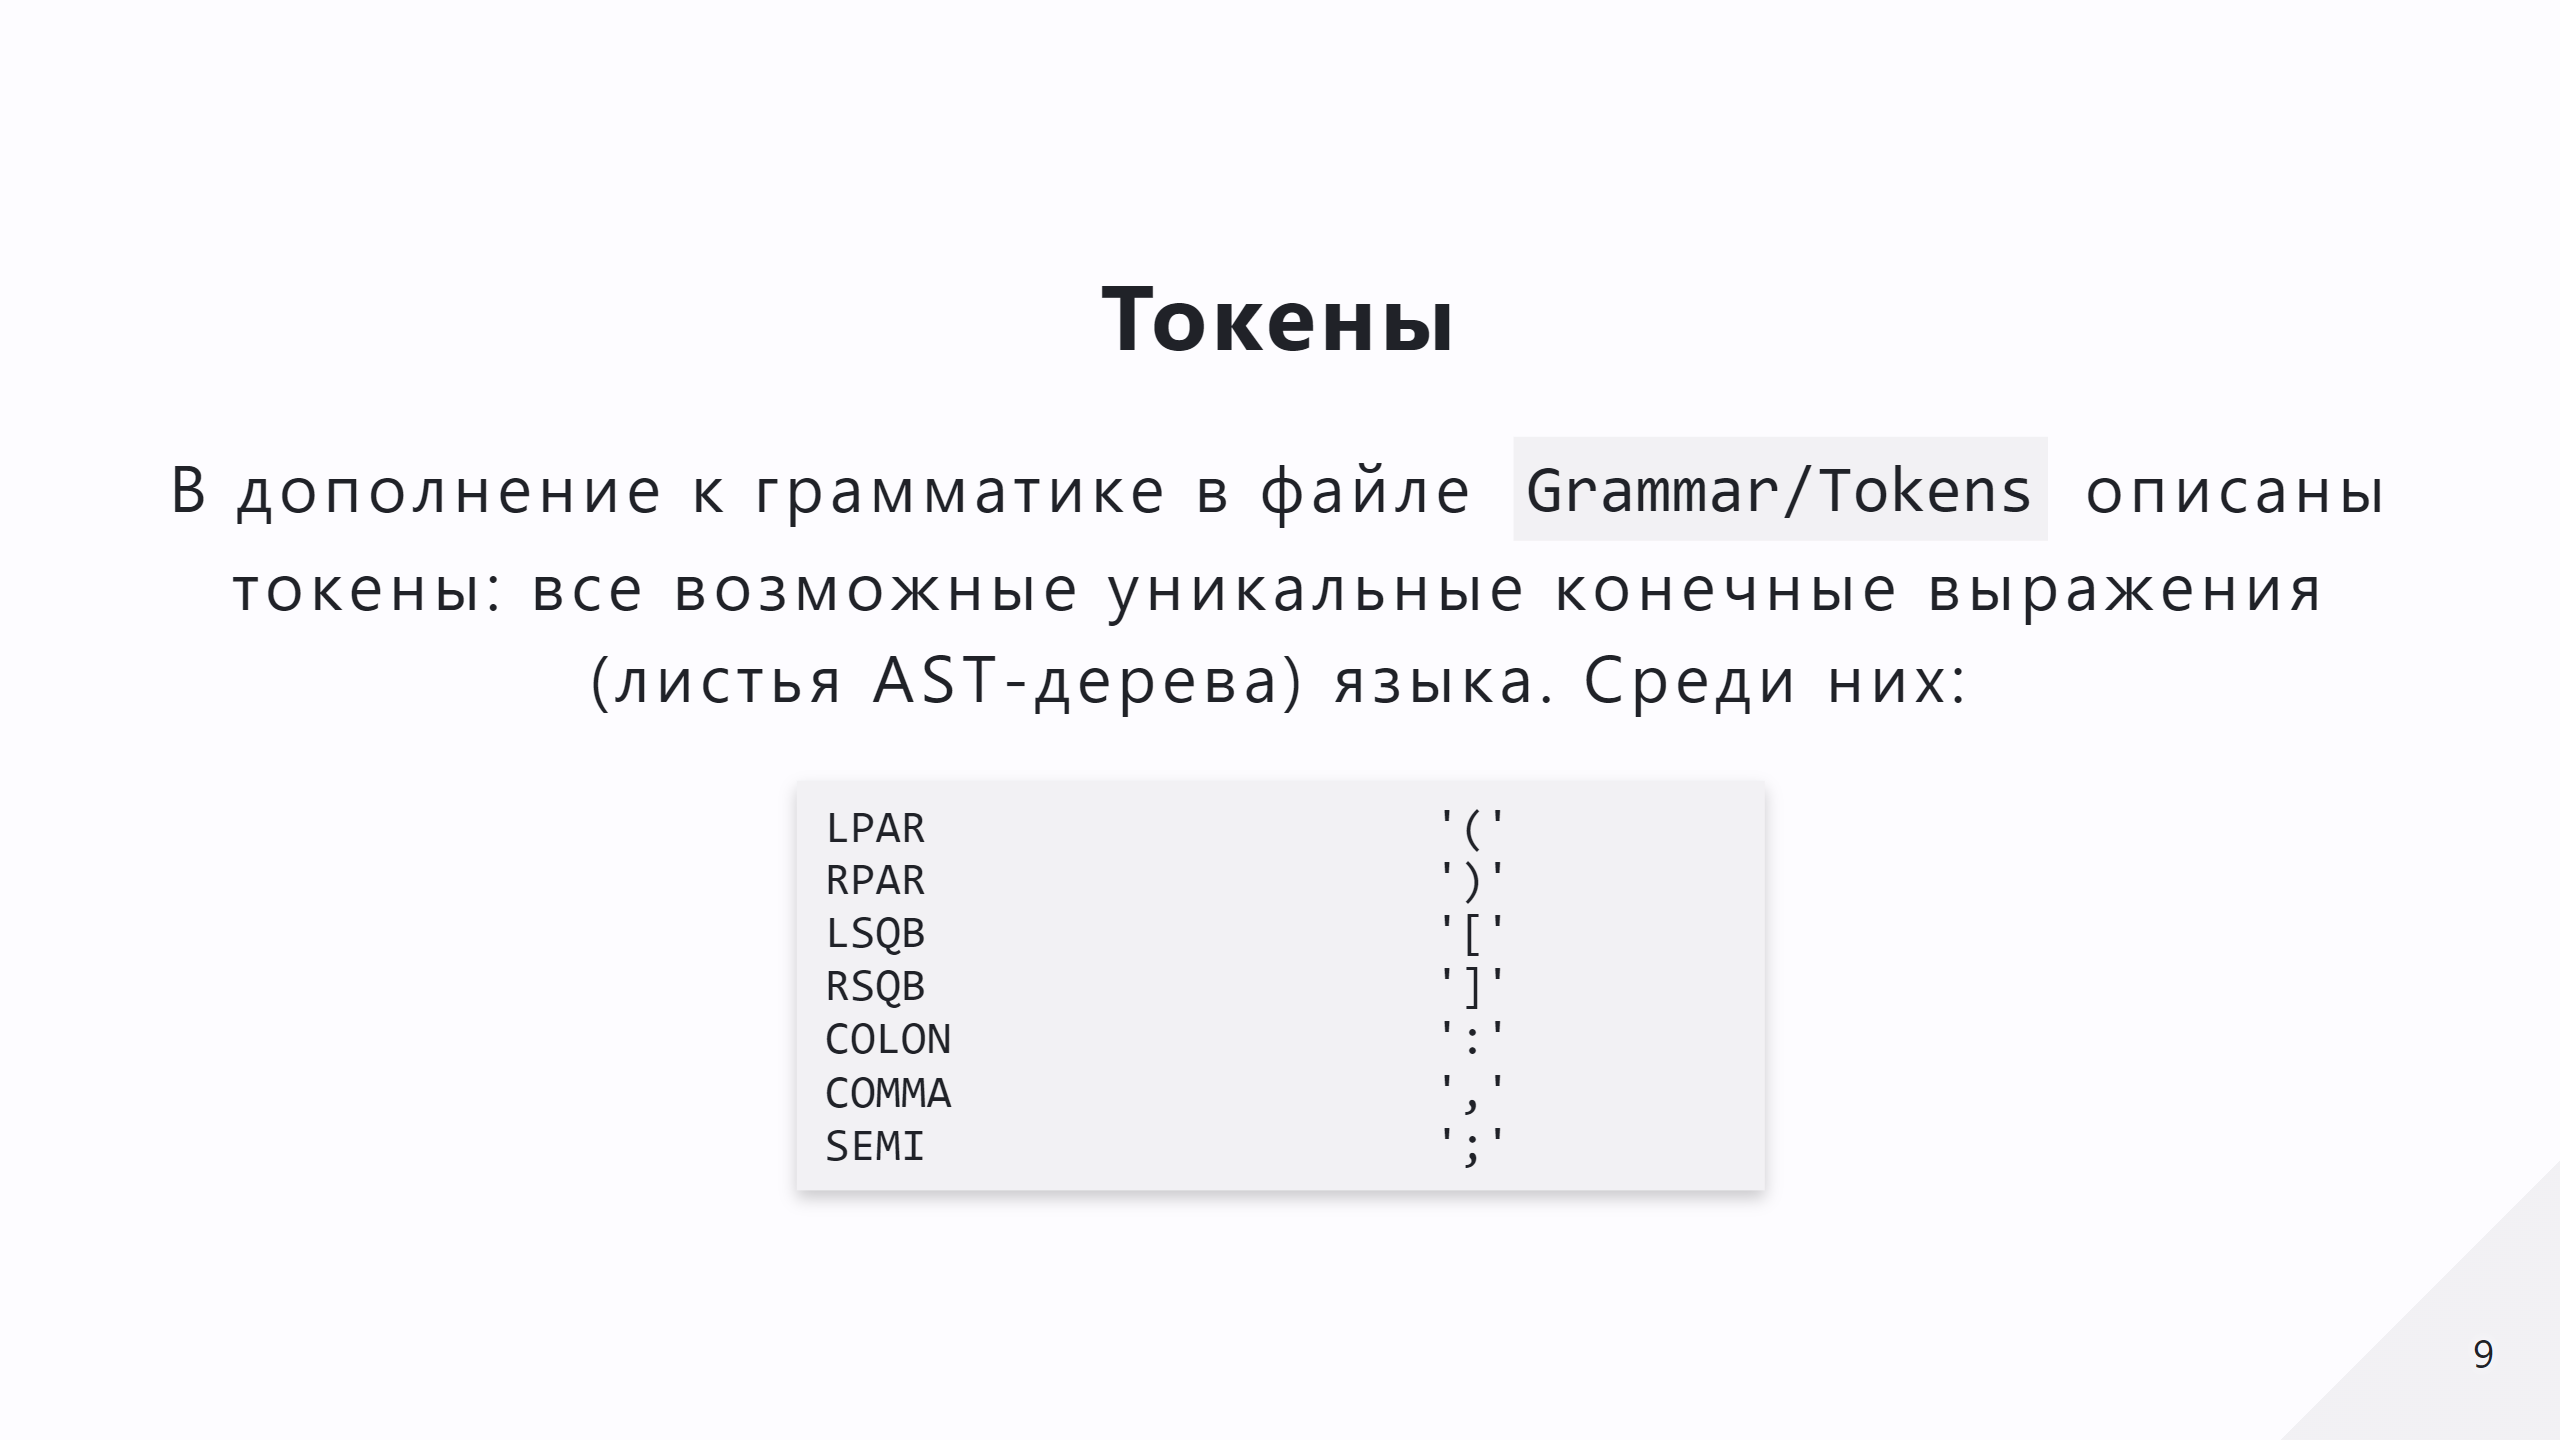 Токены
В дополнение к грамматике в файле Grammar/Tokens описаны
токены: все возможные уникальные конечные выражения
(листья AST-дерева) языка. Среди них:
LPAR '('
RPAR ')'
LSQB '['
RSQB ']'
COLON ':'
COMMA ','
SEMI ';'
9